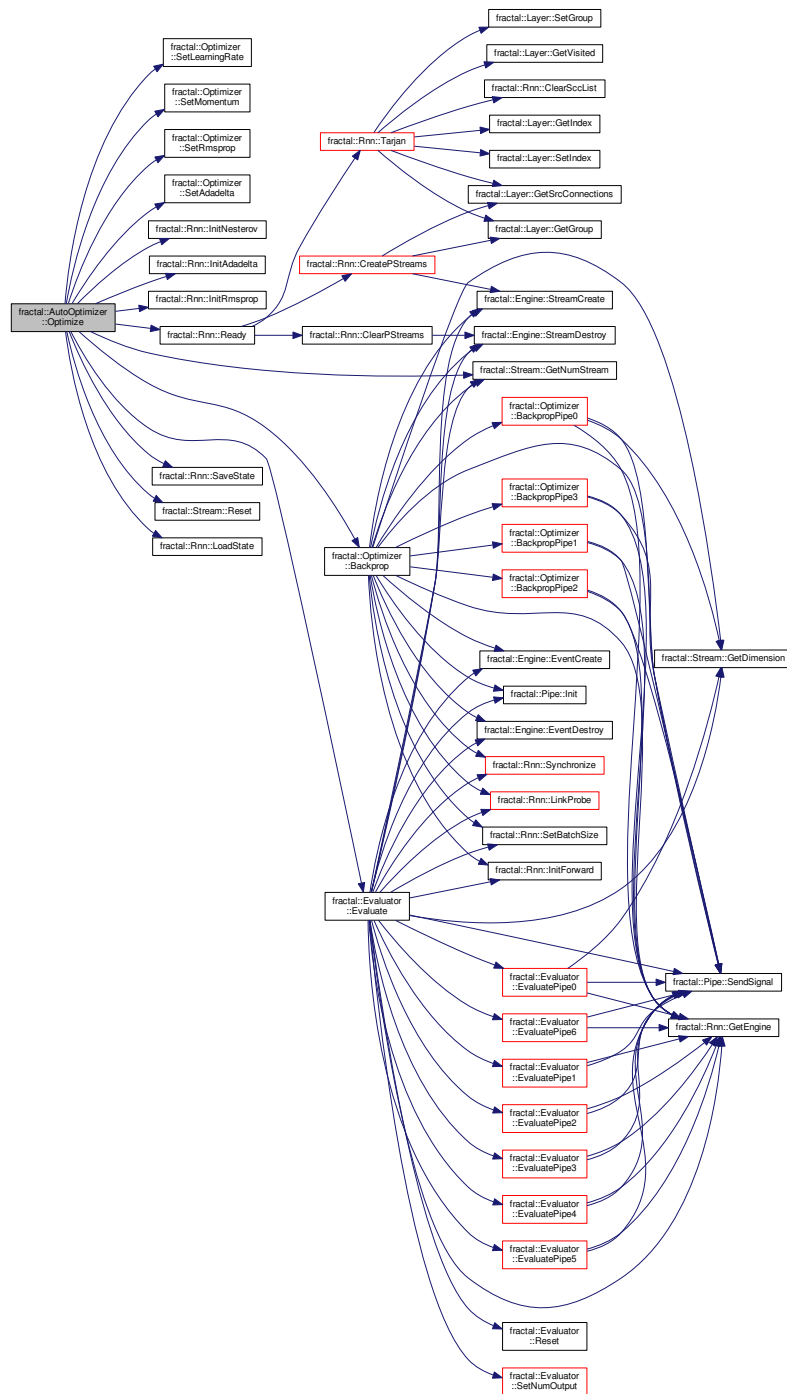 fractal::Layer::SetGroup
fractal::Optimizer
::SetLearningRate
fractal::Layer::GetVisited
fractal::Optimizer
::SetMomentum
fractal::Rnn::ClearSccList
fractal::Layer::GetIndex
fractal::Optimizer
::SetRmsprop
fractal::Rnn::Tarjan
fractal::Layer::SetIndex
fractal::Optimizer
::SetAdadelta
fractal::Layer::GetSrcConnections
fractal::Rnn::InitNesterov
fractal::Layer::GetGroup
fractal::Rnn::InitAdadelta
fractal::Rnn::CreatePStreams
fractal::Rnn::InitRmsprop
fractal::Engine::StreamCreate
fractal::AutoOptimizer
::Optimize
fractal::Rnn::Ready
fractal::Rnn::ClearPStreams
fractal::Engine::StreamDestroy
fractal::Stream::GetNumStream
fractal::Optimizer
::BackpropPipe0
fractal::Rnn::SaveState
fractal::Optimizer
::BackpropPipe3
fractal::Stream::Reset
fractal::Rnn::LoadState
fractal::Optimizer
::BackpropPipe1
fractal::Optimizer
::Backprop
fractal::Optimizer
::BackpropPipe2
fractal::Engine::EventCreate
fractal::Stream::GetDimension
fractal::Pipe::Init
fractal::Engine::EventDestroy
fractal::Rnn::Synchronize
fractal::Rnn::LinkProbe
fractal::Rnn::SetBatchSize
fractal::Rnn::InitForward
fractal::Evaluator
::Evaluate
fractal::Evaluator
::EvaluatePipe0
fractal::Pipe::SendSignal
fractal::Evaluator
::EvaluatePipe6
fractal::Rnn::GetEngine
fractal::Evaluator
::EvaluatePipe1
fractal::Evaluator
::EvaluatePipe2
fractal::Evaluator
::EvaluatePipe3
fractal::Evaluator
::EvaluatePipe4
fractal::Evaluator
::EvaluatePipe5
fractal::Evaluator
::Reset
fractal::Evaluator
::SetNumOutput